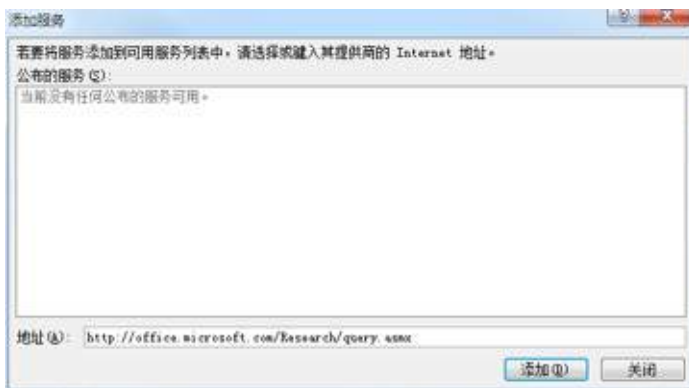 添加服务
若要将服务添加到可用服务列表中，请选择或键入其提供商的 Internet 地址。
公布的服务(S):
当前没有任何公布的服务可用。
地址(A): http://office.microsoft.com/Research/query.asmx
添加(D) 关闭